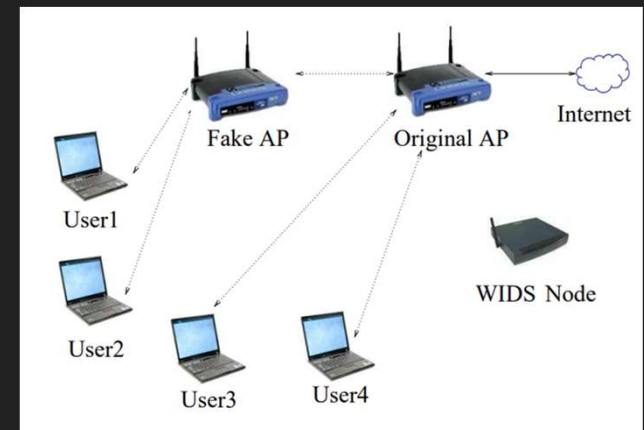 Fake AP
Original AP
Internet
User1
WIDS Node
User2
User3
User4